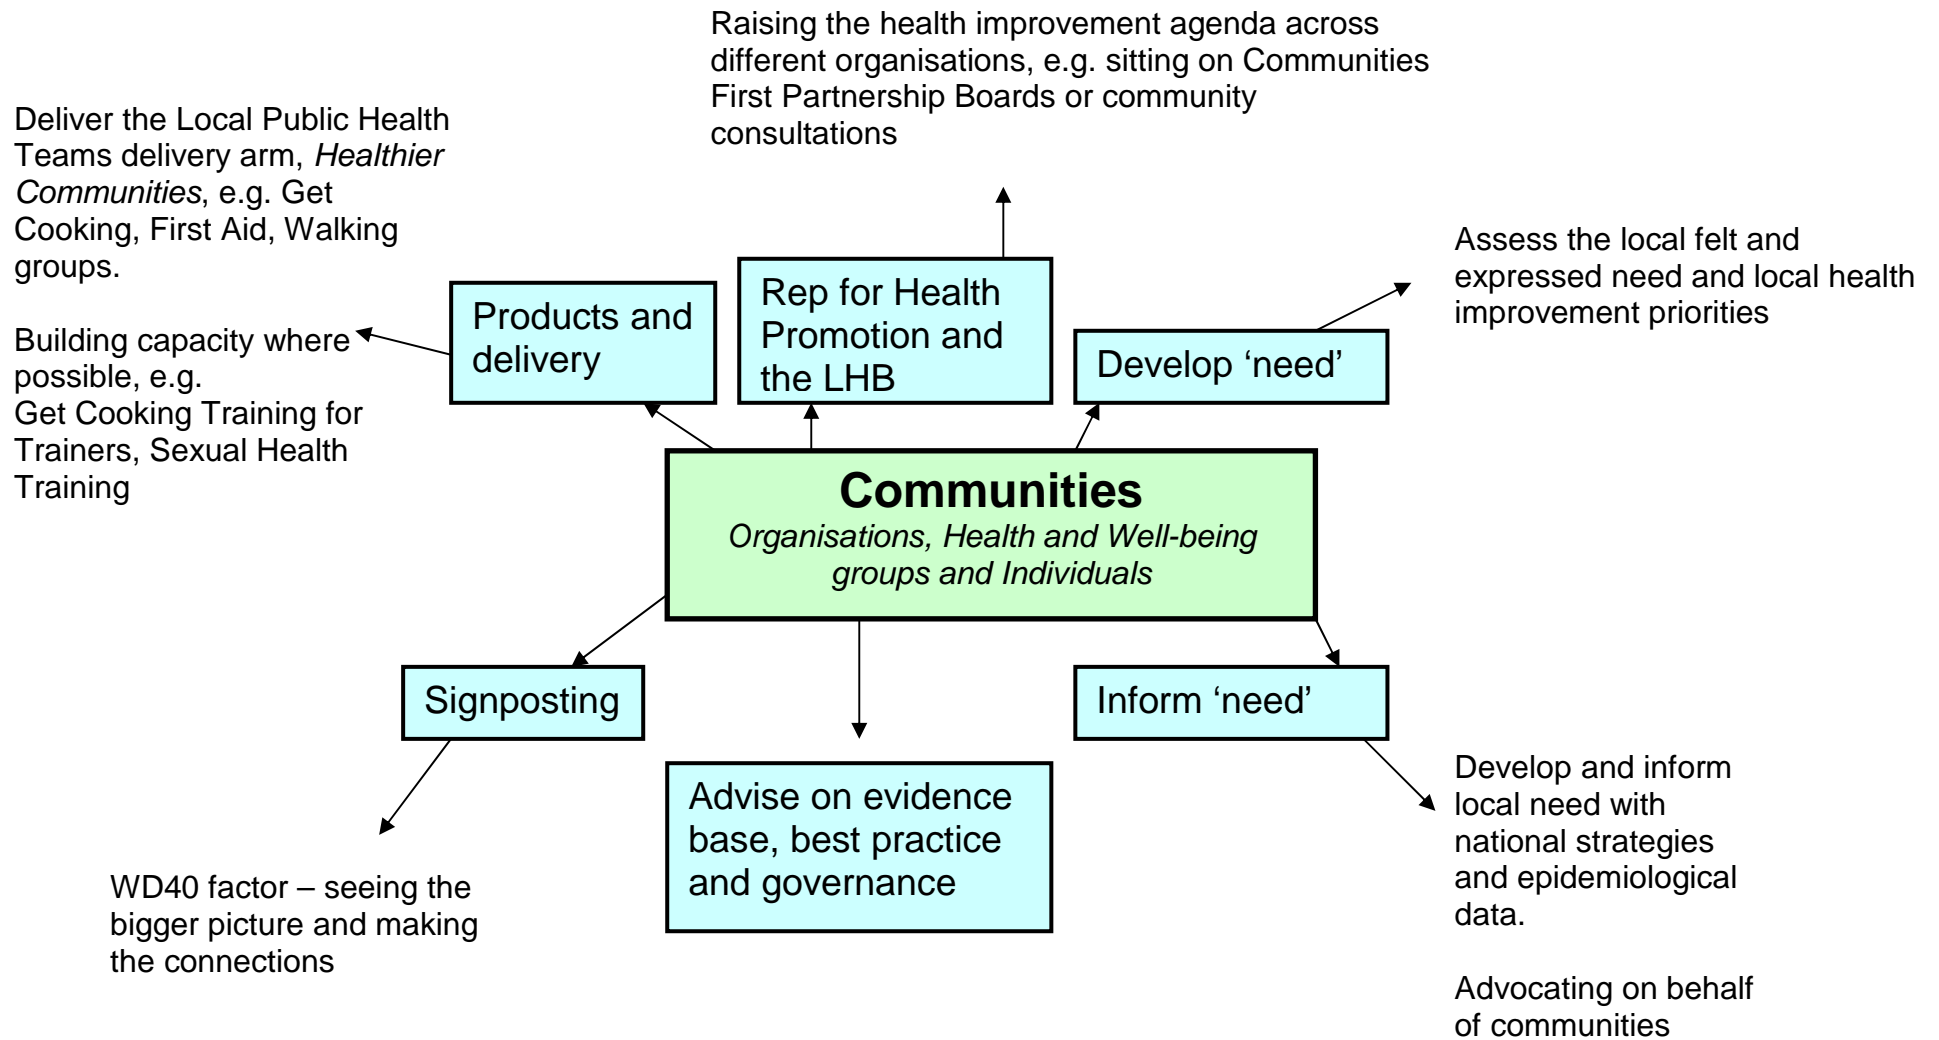 Raising the health improvement agenda across
different organisations, e.g. sitting on Communities
First Partnership Boards or community
consultations
Deliver the Local Public Health
Teams delivery arm, Healthier
Communities, e.g. Get
Cooking, First Aid, Walking
groups.
Building capacity where
possible, e.g.
Get Cooking Training for
Trainers, Sexual Health
Training
Products and
delivery
Rep for Health
Promotion and
the LHB
Develop ‘need’
Assess the local felt and
expressed need and local health
improvement priorities
Communities
Organisations, Health and Well-being
groups and Individuals
Signposting
Advise on evidence
base, best practice
and governance
Inform ‘need’
WD40 factor – seeing the
bigger picture and making
the connections
Develop and inform
local need with
national strategies
and epidemiological
data.
Advocating on behalf
of communities